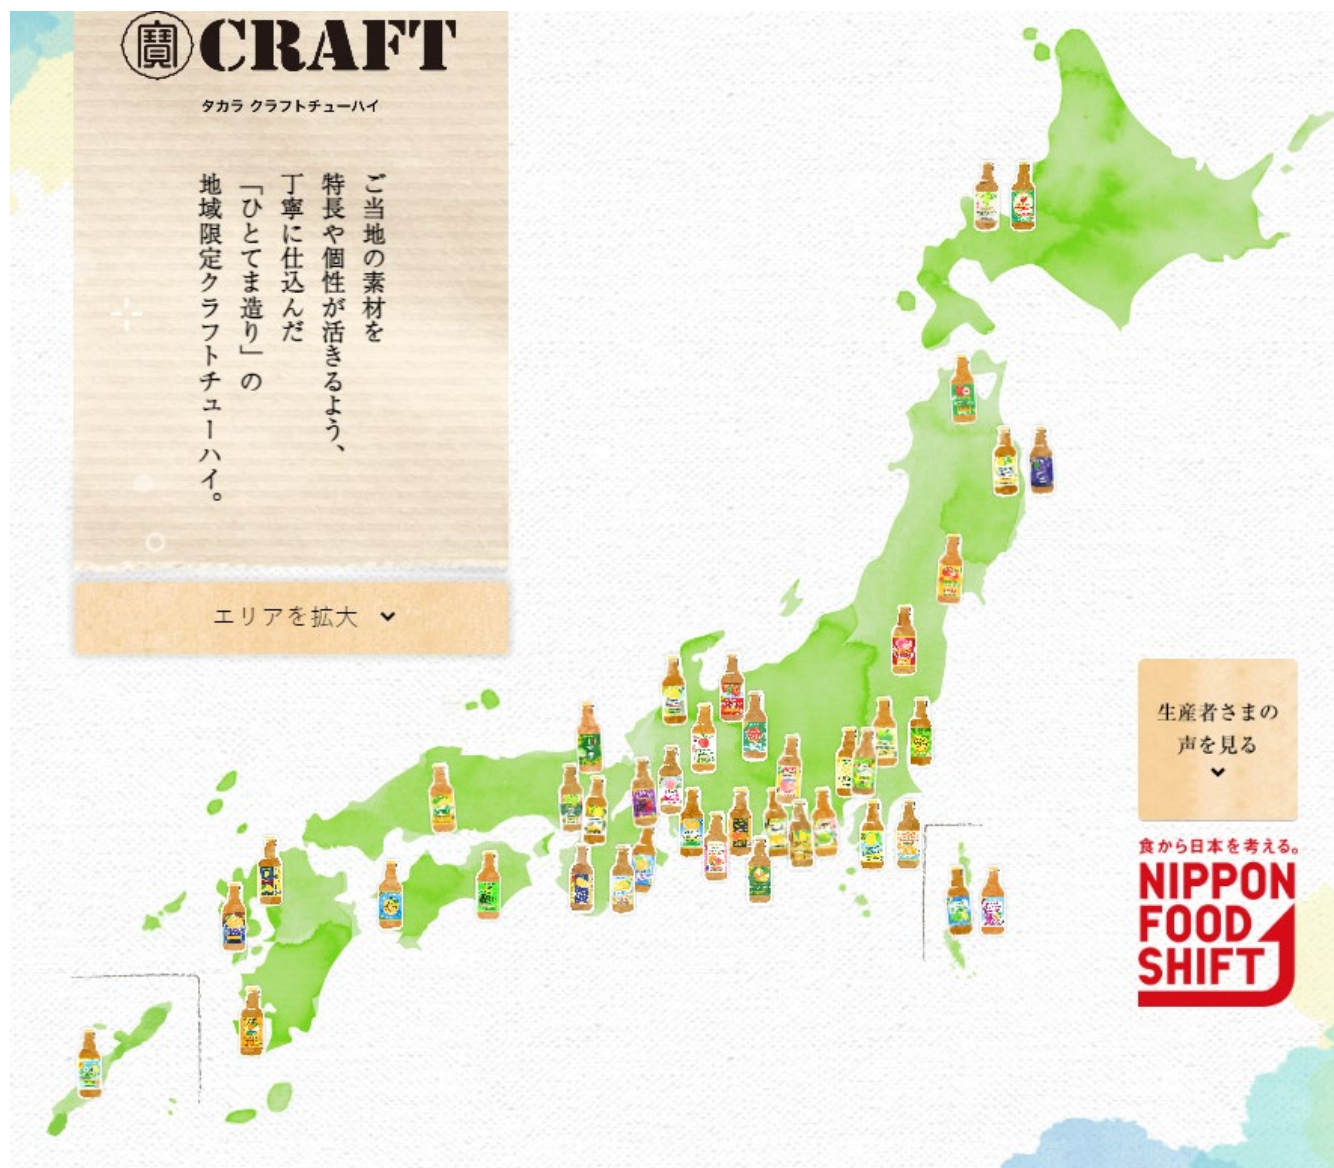 寶 CRAFT
タカラ クラフトチューハイ
ご当地の素材を
特長や個性が活きるよう、
丁寧に仕込んだ
「ひとてま造り」の
地域限定クラフトチューハイ。
エリアを拡大
生産者さまの
声を見る
食から日本を考える。
NIPPON
FOOD
SHIFT